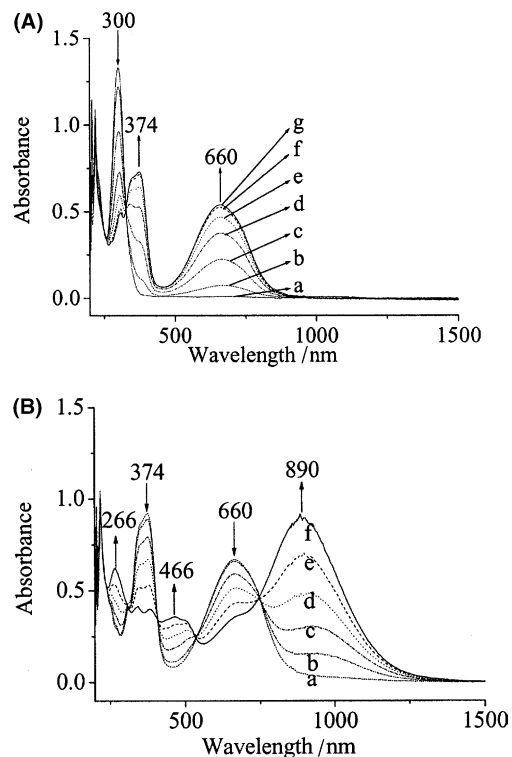 (A)
300
1.5
374
1.0
660
g
f
e
d
c
b
a
0.5
0.0
Absorbance
500
1000
1500
Wavelength /nm
(B)
1.5
374
890
266
1.0
660
466
f
e
d
c
b
a
0.5
0.0
Absorbance
500
1000
1500
Wavelength /nm